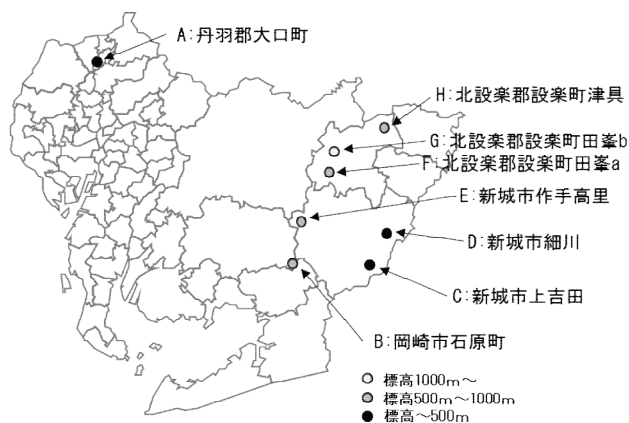 A:丹羽郡大口町
H:北設楽郡設楽町津具
G:北設楽郡設楽町田峯b
F:北設楽郡設楽町田峯a
E:新城市作手高里
D:新城市細川
C:新城市上吉田
B:岡崎市石原町
標高1000m～
標高500m～1000m
標高～500m